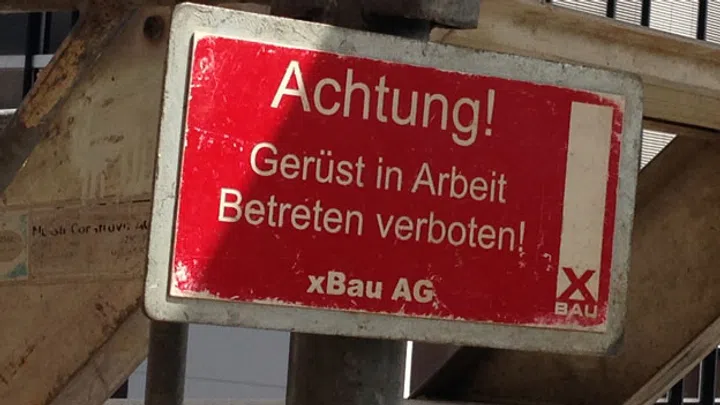 Achtung!
Gerüst in Arbeit
Betreten verboten!
xBau AG
X
BAU